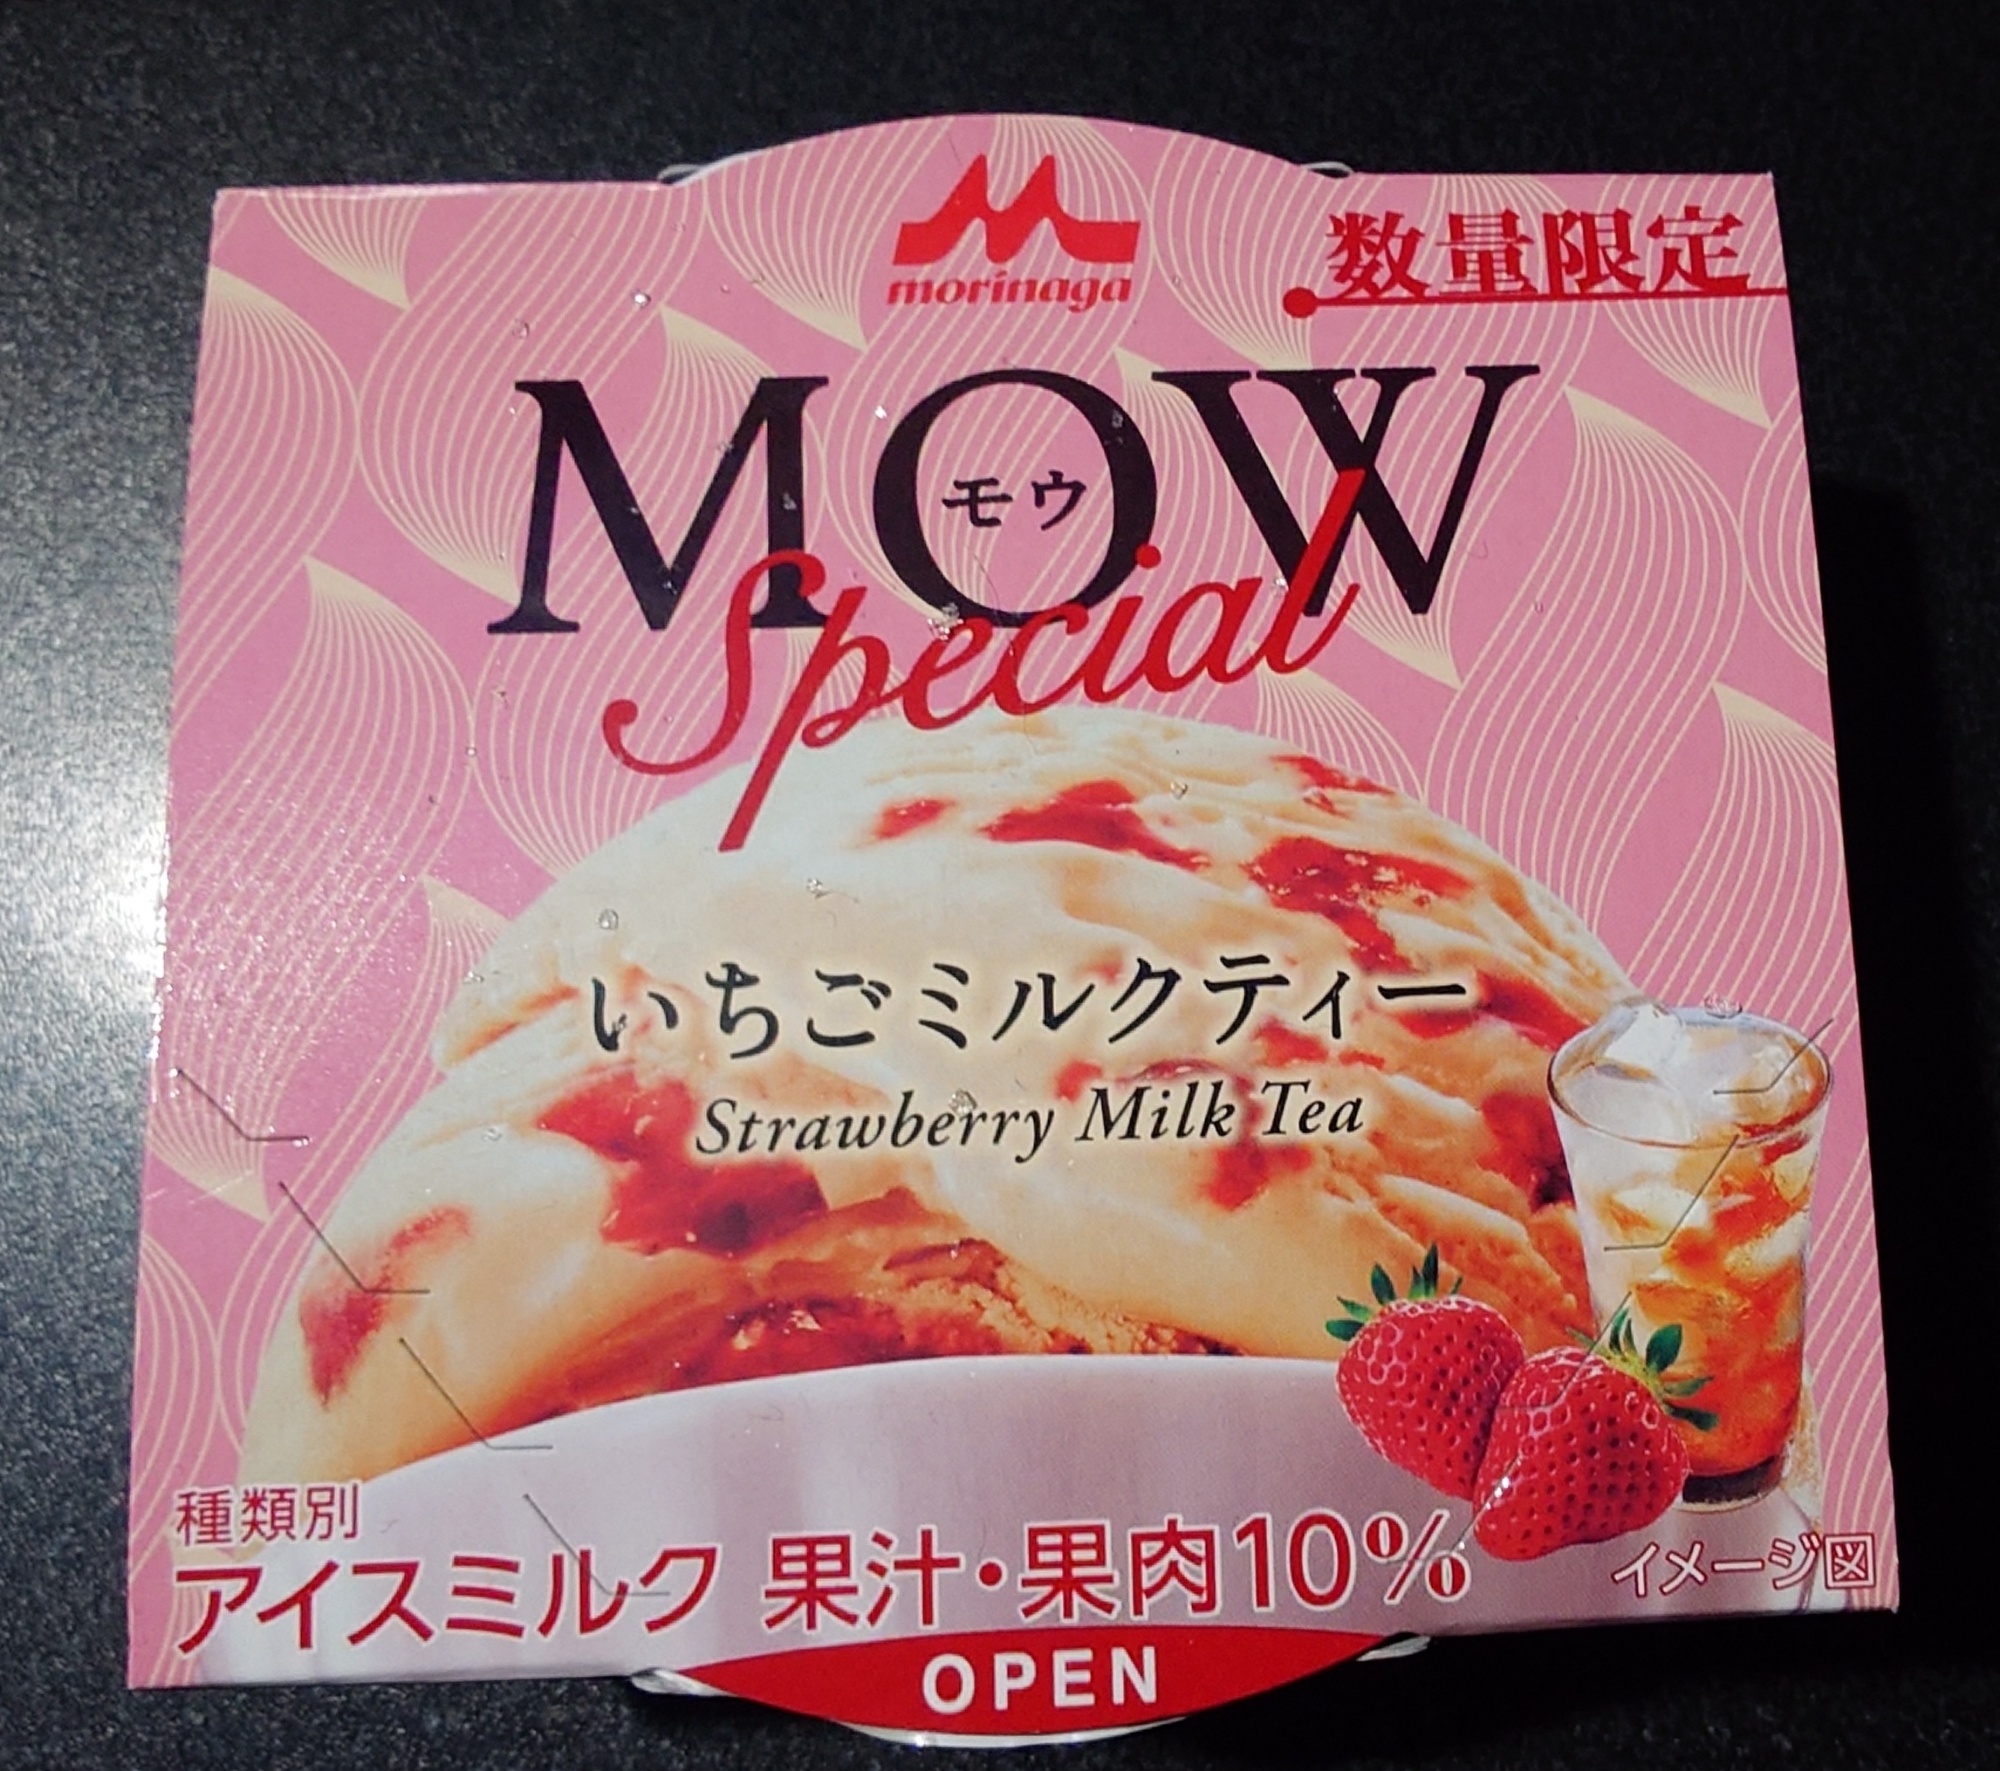 morinaga
数量限定
MOW
モウ
Special
いちごミルクティー
Strawberry Milk Tea
種類別
アイスミルク 果汁・果肉10%
イメージ図
OPEN